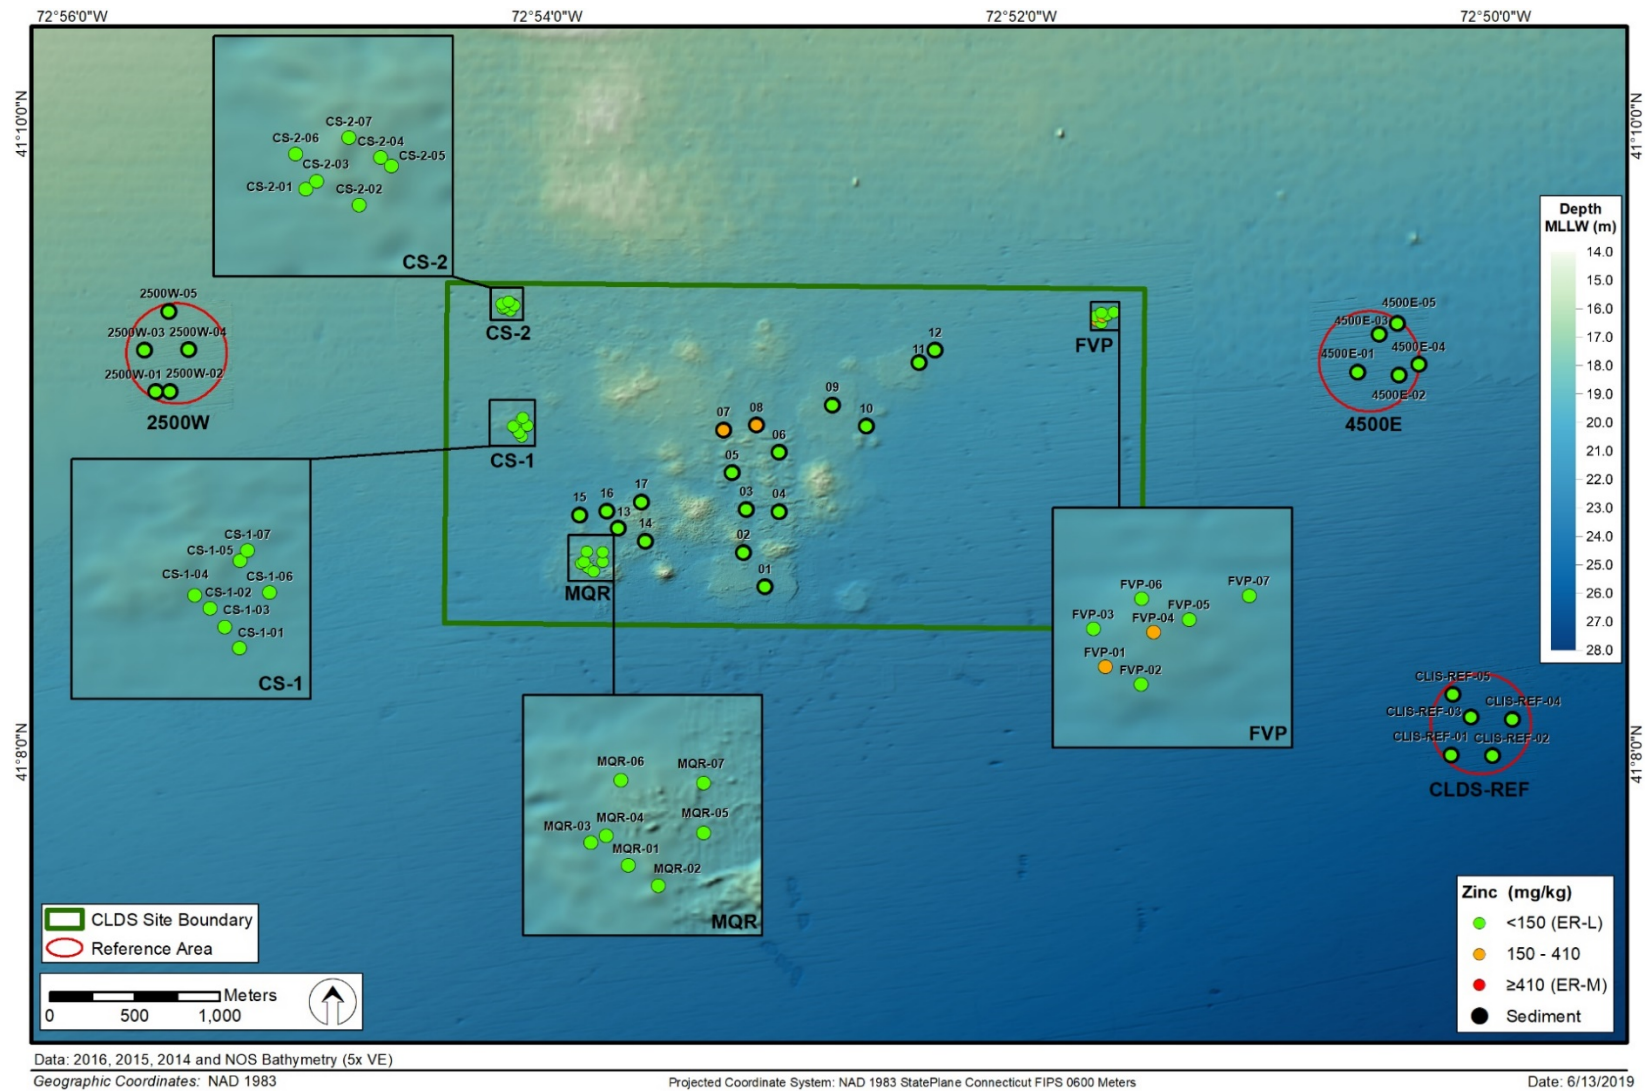 72°56'0"W
72°54'0"W
72°52'0"W
72°50'0"W
41°10'0"N
41°10'0"N
CS-2-07
CS-2-06
CS-2-04
CS-2-05
CS-2-03
CS-2-01
CS-2-02
CS-2
Depth
MLLW (m)
14.0
15.0
16.0
17.0
18.0
19.0
20.0
21.0
22.0
23.0
24.0
25.0
26.0
27.0
28.0
2500W-05
2500W-03
2500W-04
2500W-01
2500W-02
2500W
CS-2
FVP
4500E-05
4500E-03
4500E-04
4500E-01
4500E-02
4500E
12
11
09
10
07
08
06
05
03
04
02
01
CS-1
15
16
17
13
14
MQR
CS-1-07
CS-1-05
CS-1-04
CS-1-06
CS-1-02
CS-1-03
CS-1-01
CS-1
FVP-06
FVP-07
FVP-03
FVP-05
FVP-04
FVP-01
FVP-02
FVP
CLIS-REF-05
CLIS-REF-04
CLIS-REF-03
CLIS-REF-01
CLIS-REF-02
CLDS-REF
41°8'0"N
41°8'0"N
MQR-06
MQR-07
MQR-03
MQR-04
MQR-05
MQR-01
MQR-02
MQR
CLDS Site Boundary
Reference Area
Meters
0
500
1,000
Zinc (mg/kg)
<150 (ER-L)
150 - 410
≥410 (ER-M)
Sediment
Data: 2016, 2015, 2014 and NOS Bathymetry (5x VE)
Geographic Coordinates: NAD 1983
Projected Coordinate System: NAD 1983 StatePlane Connecticut FIPS 0600 Meters
Date: 6/13/2019